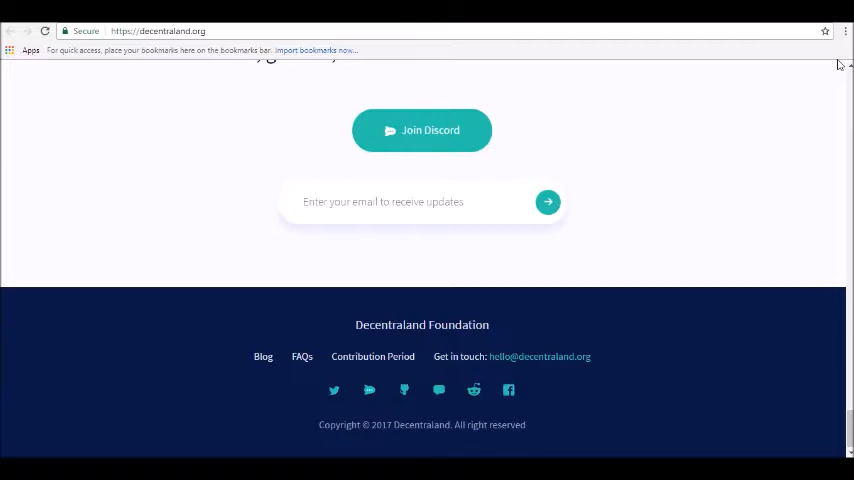 Secure https://decentraland.org
Apps For quick access, place your bookmarks here on the bookmarks bar. Import bookmarks now...
Join Discord
Enter your email to receive updates
Decentraland Foundation
Blog FAQs Contribution Period Get in touch: hello@decentraland.org
Copyright © 2017 Decentraland. All right reserved